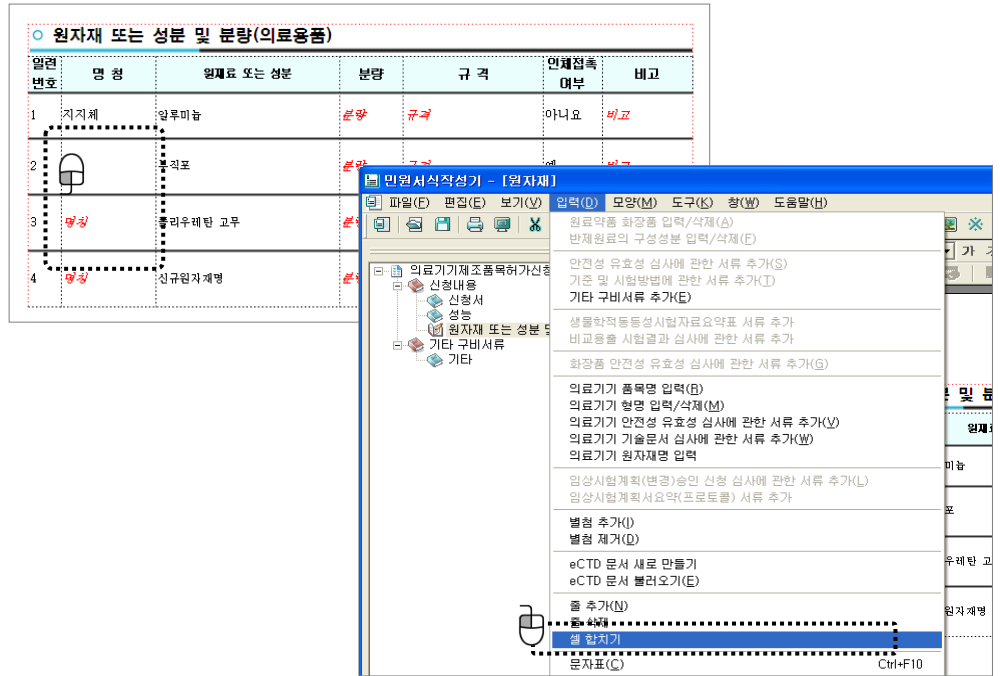 원자재 또는 성분 및 분량(의료용품)
일련번호 명 칭 원재료 또는 성분 분량 규 격 인체접촉여부 비고
1 지지체 알루미늄 분량 규격 아니요 비고
2 직포
3 명칭 폴리우레탄 고무
4 명칭 신규원자재명
민원서식작성기 - [원자재]
파일(F) 편집(E) 보기(V) 입력(D) 모양(M) 도구(K) 창(W) 도움말(H)
원료약품 화장품 입력/삭제(A)
반제원료의 구성성분 입력/삭제(F)
안전성 유효성 심사에 관한 서류 추가(S)
기준 및 시험방법에 관한 서류 추가(T)
기타 구비서류 추가(E)
생물학적동등성시험자료요약표 서류 추가
비교용출 시험결과 심사에 관한 서류 추가
화장품 안전성 유효성 심사에 관한 서류 추가(G)
의료기기 품목명 입력(R)
의료기기 형명 입력/삭제(M)
의료기기 안전성 유효성 심사에 관한 서류 추가(V)
의료기기 기술문서 심사에 관한 서류 추가(W)
의료기기 원자재명 입력
임상시험계획(변경)승인 신청 심사에 관한 서류 추가(L)
임상시험계획서요약(프로토콜) 서류 추가
별첨 추가(I)
별첨 제거(D)
eCTD 문서 새로 만들기
eCTD 문서 불러오기(E)
줄 추가(N)
줄 삭제
셀 합치기
문자표(C) Ctrl+F10
의료기기제조품목허가신청
신청내용
신청서
성능
원자재 또는 성분 및
기타 구비서류
기타
가
및 분
원재료
미늄
포
우레탄 고
원자재명